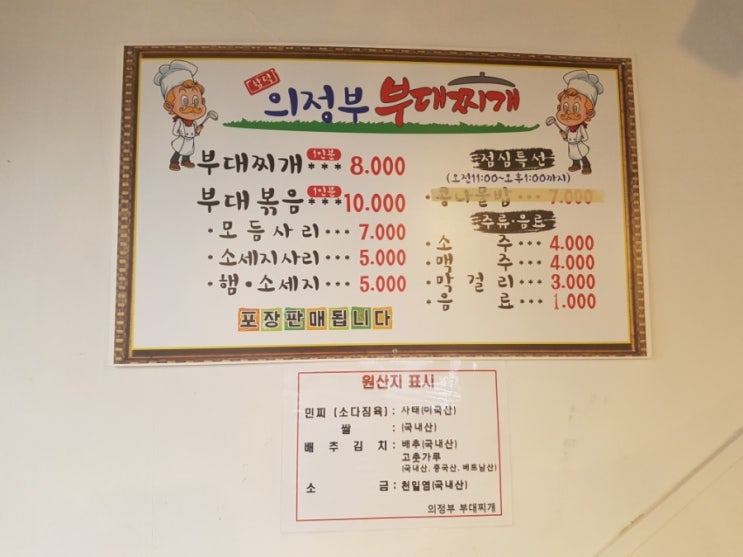 의정부 부대찌개
부대찌개 1인분 *** 8.000
부대볶음 1인분 *** 10.000
·모듬사리··· 7.000
·소세지사리··· 5.000
·햄·소세지··· 5.000
포장판매됩니다
점심특선
(오전11:00~오후1:00까지)
·콩나물밥··· 7.000
주류·음료
·소 주··· 4.000
·맥 주··· 4.000
·막걸리··· 3.000
·음 료··· 1.000
원산지 표시
민찌 (소다짐육) : 사태(미국산)
쌀 : (국내산)
배추김치 : 배추(국내산)
고춧가루
(국내산, 중국산, 베트남산)
소 금 : 천일염(국내산)
의정부 부대찌개